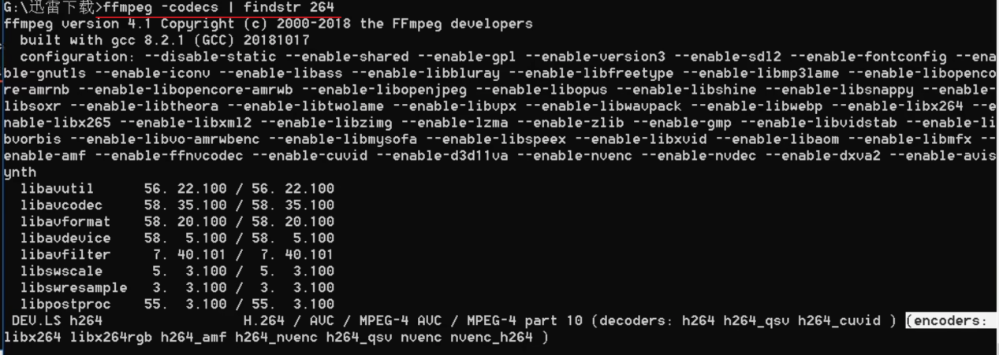 G:\迅雷下载>ffmpeg -codecs | findstr 264
ffmpeg version 4.1 Copyright (c) 2000-2018 the FFmpeg developers
  built with gcc 8.2.1 (GCC) 20181017
  configuration: --disable-static --enable-shared --enable-gpl --enable-version3 --enable-sdl2 --enable-fontconfig --ena
ble-gnutls --enable-iconv --enable-libass --enable-libbluray --enable-libfreetype --enable-libmp3lame --enable-libopenco
re-amrnb --enable-libopencore-amrwb --enable-libopenjpeg --enable-libopus --enable-libshine --enable-libsnappy --enable-
libsoxr --enable-libtheora --enable-libtwolame --enable-libvpx --enable-libwavpack --enable-libwebp --enable-libx264 --e
nable-libx265 --enable-libxml2 --enable-libzimg --enable-lzma --enable-zlib --enable-gmp --enable-libvidstab --enable-li
bvorbis --enable-libvo-amrwbenc --enable-libmysofa --enable-libspeex --enable-libxvid --enable-libaom --enable-libmfx --
enable-amf --enable-ffnvcodec --enable-cuvid --enable-d3d11va --enable-nvenc --enable-nvdec --enable-dxva2 --enable-avis
ynth
  libavutil      56. 22.100 / 56. 22.100
  libavcodec     58. 35.100 / 58. 35.100
  libavformat    58. 20.100 / 58. 20.100
  libavdevice    58.  5.100 / 58.  5.100
  libavfilter     7. 40.101 /  7. 40.101
  libswscale      5.  3.100 /  5.  3.100
  libswresample   3.  3.100 /  3.  3.100
  libpostproc    55.  3.100 / 55.  3.100
 DEV.LS h264                 H.264 / AVC / MPEG-4 AVC / MPEG-4 part 10 (decoders: h264 h264_qsv h264_cuvid ) (encoders:
libx264 libx264rgb h264_amf h264_nvenc h264_qsv nvenc nvenc_h264 )